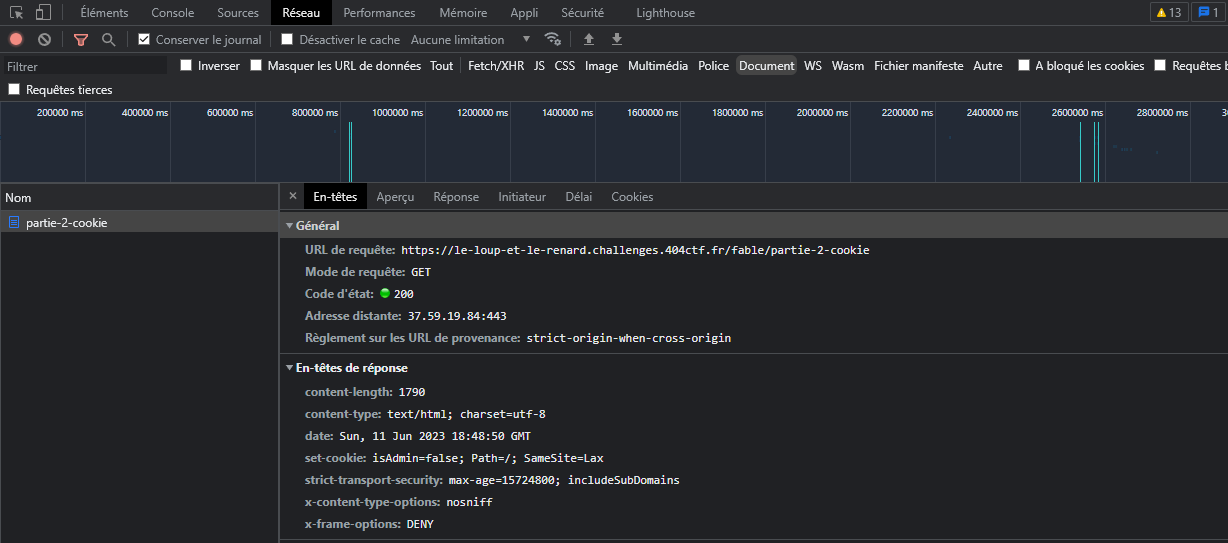 Éléments Console Sources Réseau Performances Mémoire Appli Sécurité Lighthouse 13 1
Conserver le journal Désactiver le cache Aucune limitation
Filtrer Inverser Masquer les URL de données Tout Fetch/XHR JS CSS Image Multimédia Police Document WS Wasm Fichier manifeste Autre A bloqué les cookies Requêtes b
Requêtes tierces
200000 ms 400000 ms 600000 ms 800000 ms 1000000 ms 1200000 ms 1400000 ms 1600000 ms 1800000 ms 2000000 ms 2200000 ms 2400000 ms 2600000 ms 2800000 ms 30
Nom × En-têtes Aperçu Réponse Initiateur Délai Cookies
partie-2-cookie
Général
URL de requête: https://le-loup-et-le-renard.challenges.404ctf.fr/fable/partie-2-cookie
Mode de requête: GET
Code d'état: 200
Adresse distante: 37.59.19.84:443
Règlement sur les URL de provenance: strict-origin-when-cross-origin
En-têtes de réponse
content-length: 1790
content-type: text/html; charset=utf-8
date: Sun, 11 Jun 2023 18:48:50 GMT
set-cookie: isAdmin=false; Path=/; SameSite=Lax
strict-transport-security: max-age=15724800; includeSubDomains
x-content-type-options: nosniff
x-frame-options: DENY